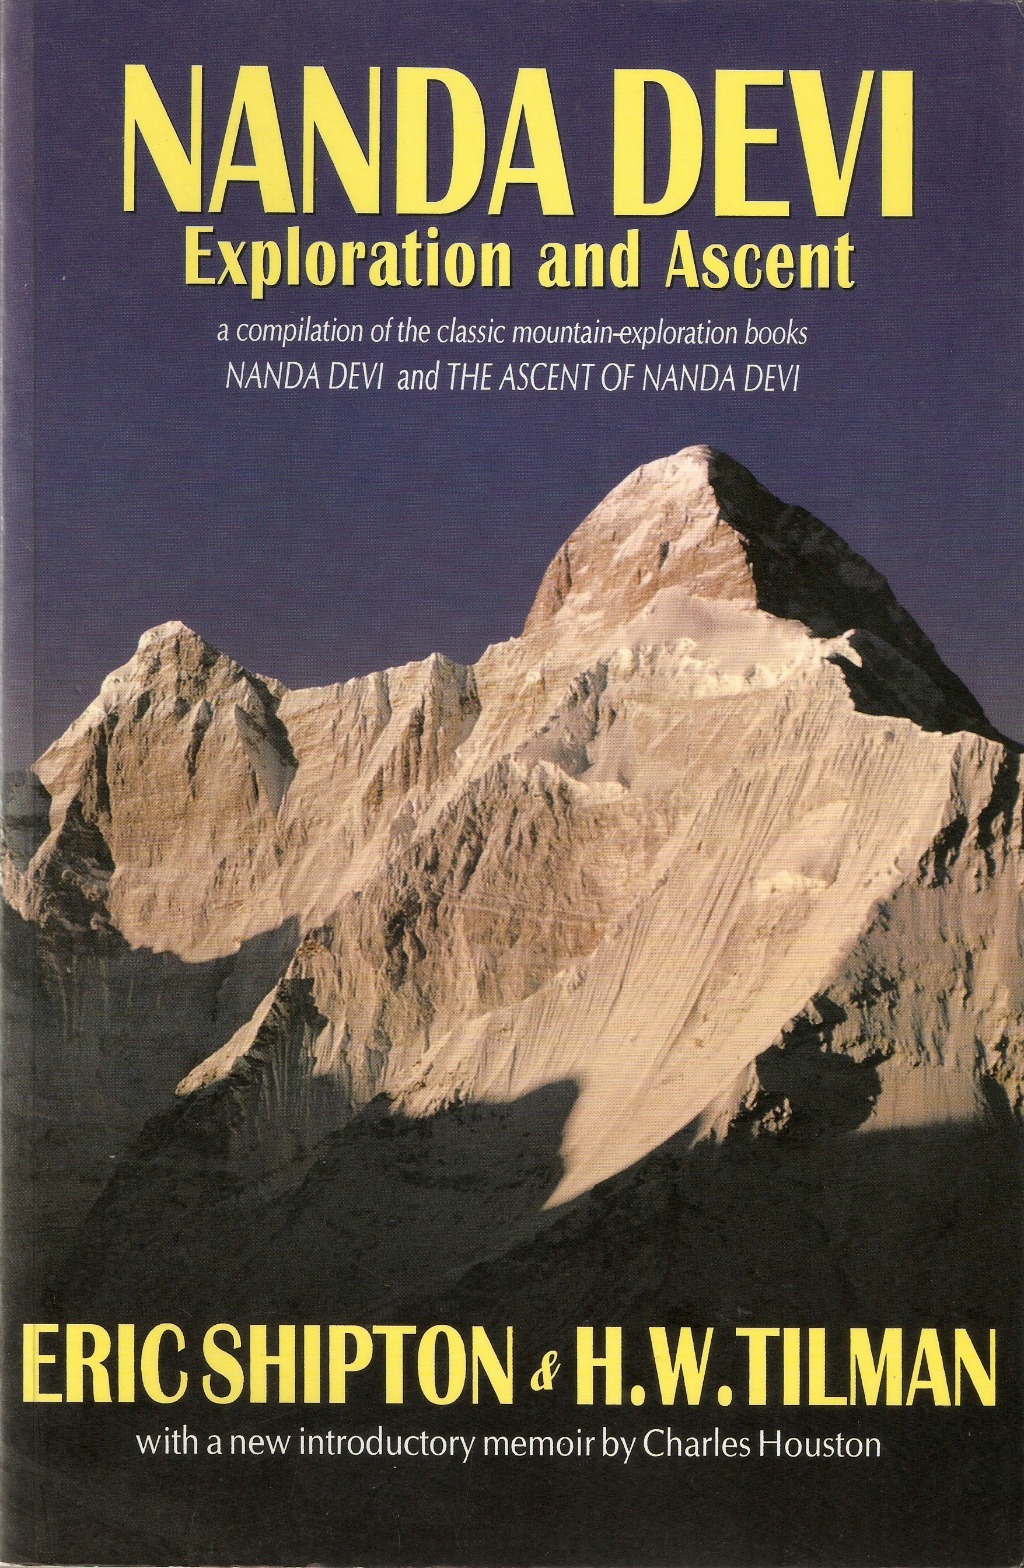 NANDA DEVI
Exploration and Ascent
a compilation of the classic mountain-exploration books
NANDA DEVI and THE ASCENT OF NANDA DEVI
ERIC SHIPTON & H.W.TILMAN
with a new introductory memoir by Charles Houston